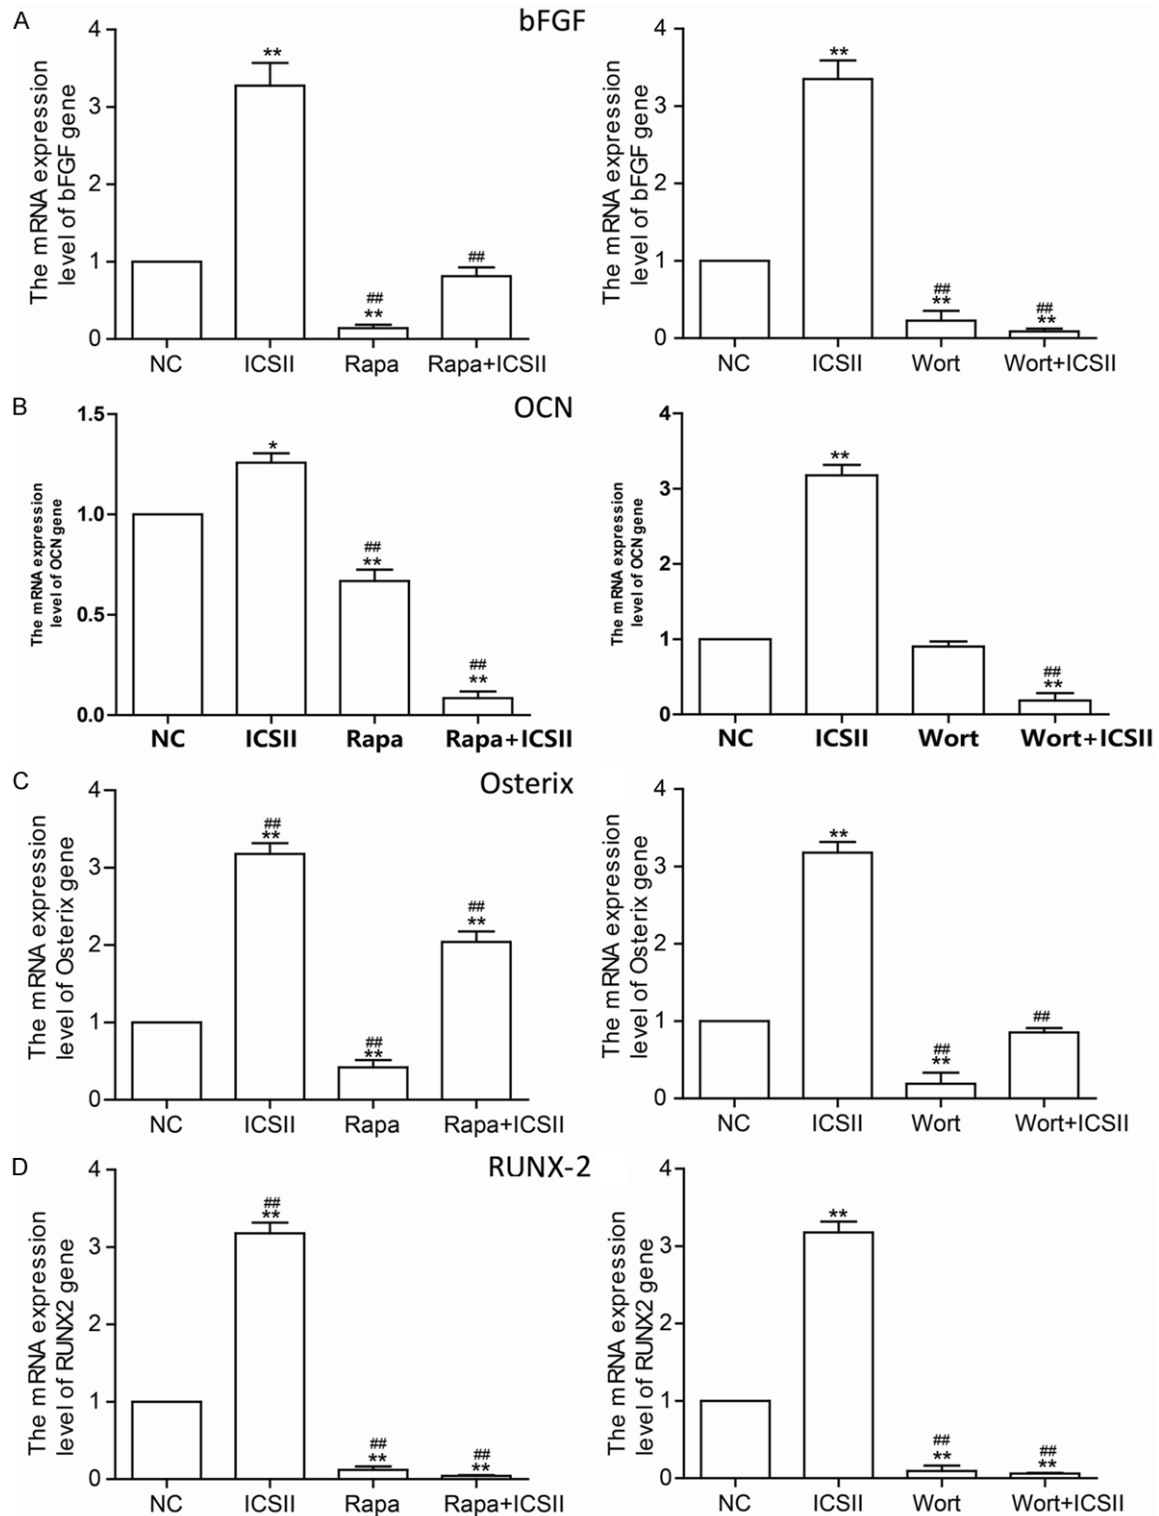 A
bFGF
The mRNA expression
level of bFGF gene
4
3
2
1
0
**
##
**
##
NC ICSII Rapa Rapa+ICSII
The mRNA expression
level of bFGF gene
4
3
2
1
0
**
##
**
##
**
NC ICSII Wort Wort+ICSII
B
OCN
The mRNA expression
level of OCN gene
1.5
1.0
0.5
0.0
*
##
**
##
**
NC ICSII Rapa Rapa+ICSII
The mRNA expression
level of OCN gene
4
3
2
1
0
**
##
**
NC ICSII Wort Wort+ICSII
C
Osterix
The mRNA expression
level of Osterix gene
4
3
2
1
0
##
**
##
**
##
**
NC ICSII Rapa Rapa+ICSII
The mRNA expression
level of Osterix gene
4
3
2
1
0
**
##
**
##
NC ICSII Wort Wort+ICSII
D
RUNX-2
The mRNA expression
level of RUNX2 gene
4
3
2
1
0
##
**
##
**
##
**
NC ICSII Rapa Rapa+ICSII
The mRNA expression
level of RUNX2 gene
4
3
2
1
0
**
##
**
##
**
NC ICSII Wort Wort+ICSII